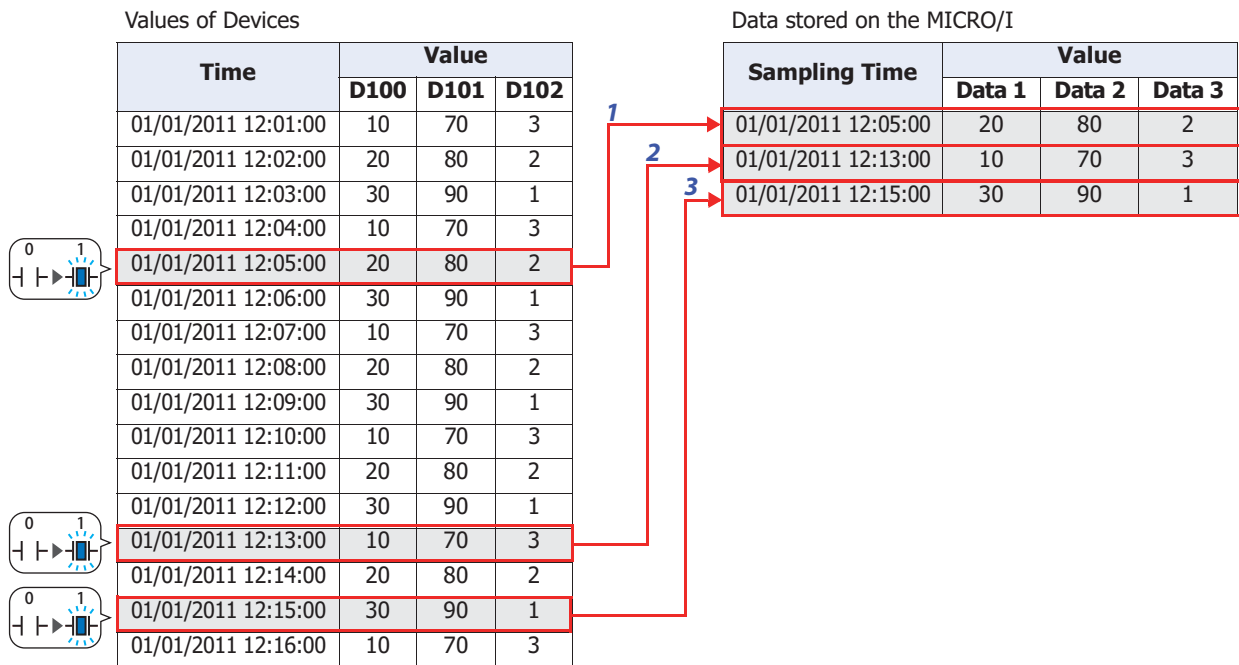 Values of Devices
Time Value
D100 D101 D102
01/01/2011 12:01:00 10 70 3
01/01/2011 12:02:00 20 80 2
01/01/2011 12:03:00 30 90 1
01/01/2011 12:04:00 10 70 3
0 1
01/01/2011 12:05:00 20 80 2
01/01/2011 12:06:00 30 90 1
01/01/2011 12:07:00 10 70 3
01/01/2011 12:08:00 20 80 2
01/01/2011 12:09:00 30 90 1
01/01/2011 12:10:00 10 70 3
01/01/2011 12:11:00 20 80 2
01/01/2011 12:12:00 30 90 1
0 1
01/01/2011 12:13:00 10 70 3
01/01/2011 12:14:00 20 80 2
0 1
01/01/2011 12:15:00 30 90 1
01/01/2011 12:16:00 10 70 3
1
2
3
Data stored on the MICRO/I
Sampling Time Value
Data 1 Data 2 Data 3
01/01/2011 12:05:00 20 80 2
01/01/2011 12:13:00 10 70 3
01/01/2011 12:15:00 30 90 1